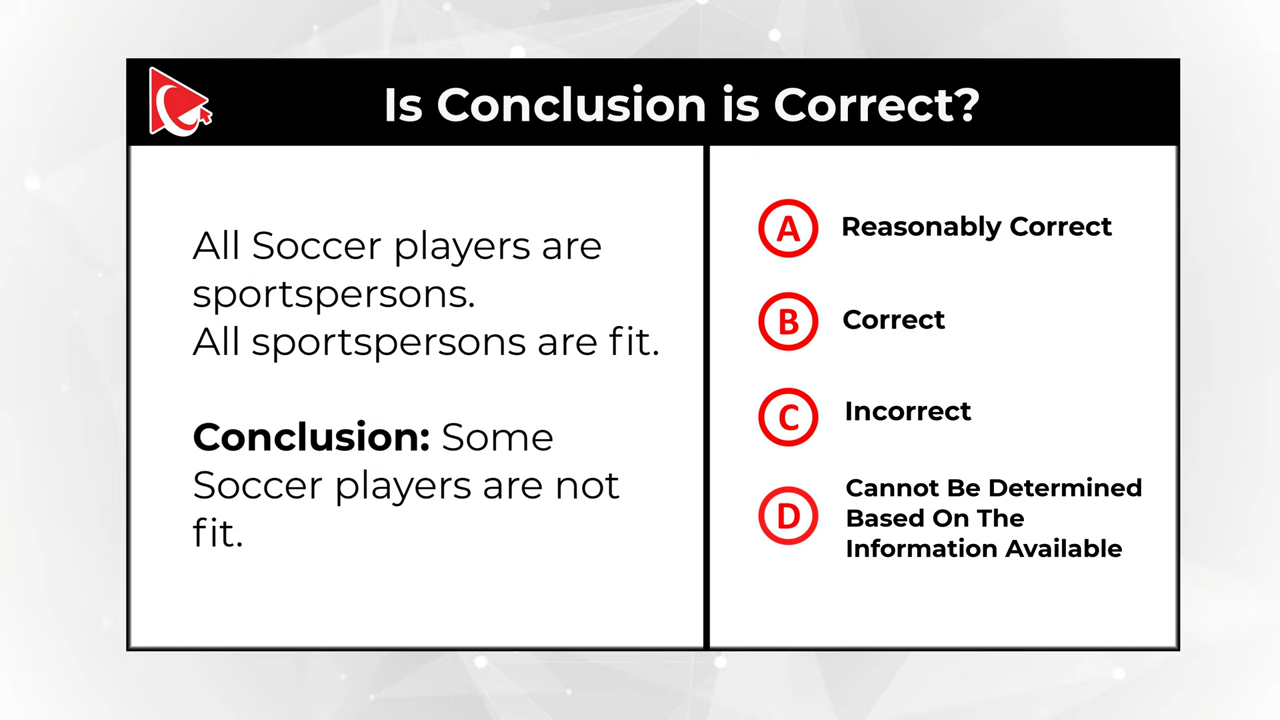 Is Conclusion is Correct?
All Soccer players are
sportspersons.
All sportspersons are fit.
Conclusion: Some
Soccer players are not
fit.
A Reasonably Correct
B Correct
C Incorrect
D Cannot Be Determined
Based On The
Information Available